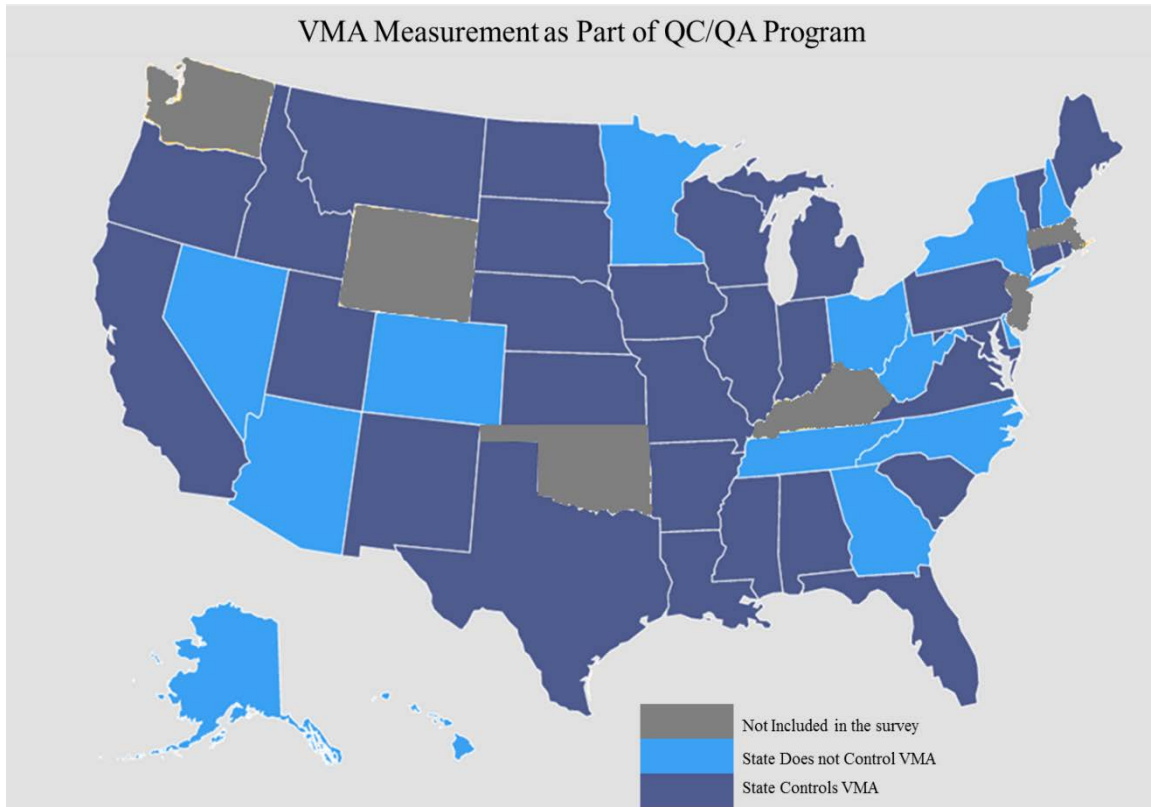 VMA Measurement as Part of QC/QA Program
Not Included in the survey
State Does not Control VMA
State Controls VMA